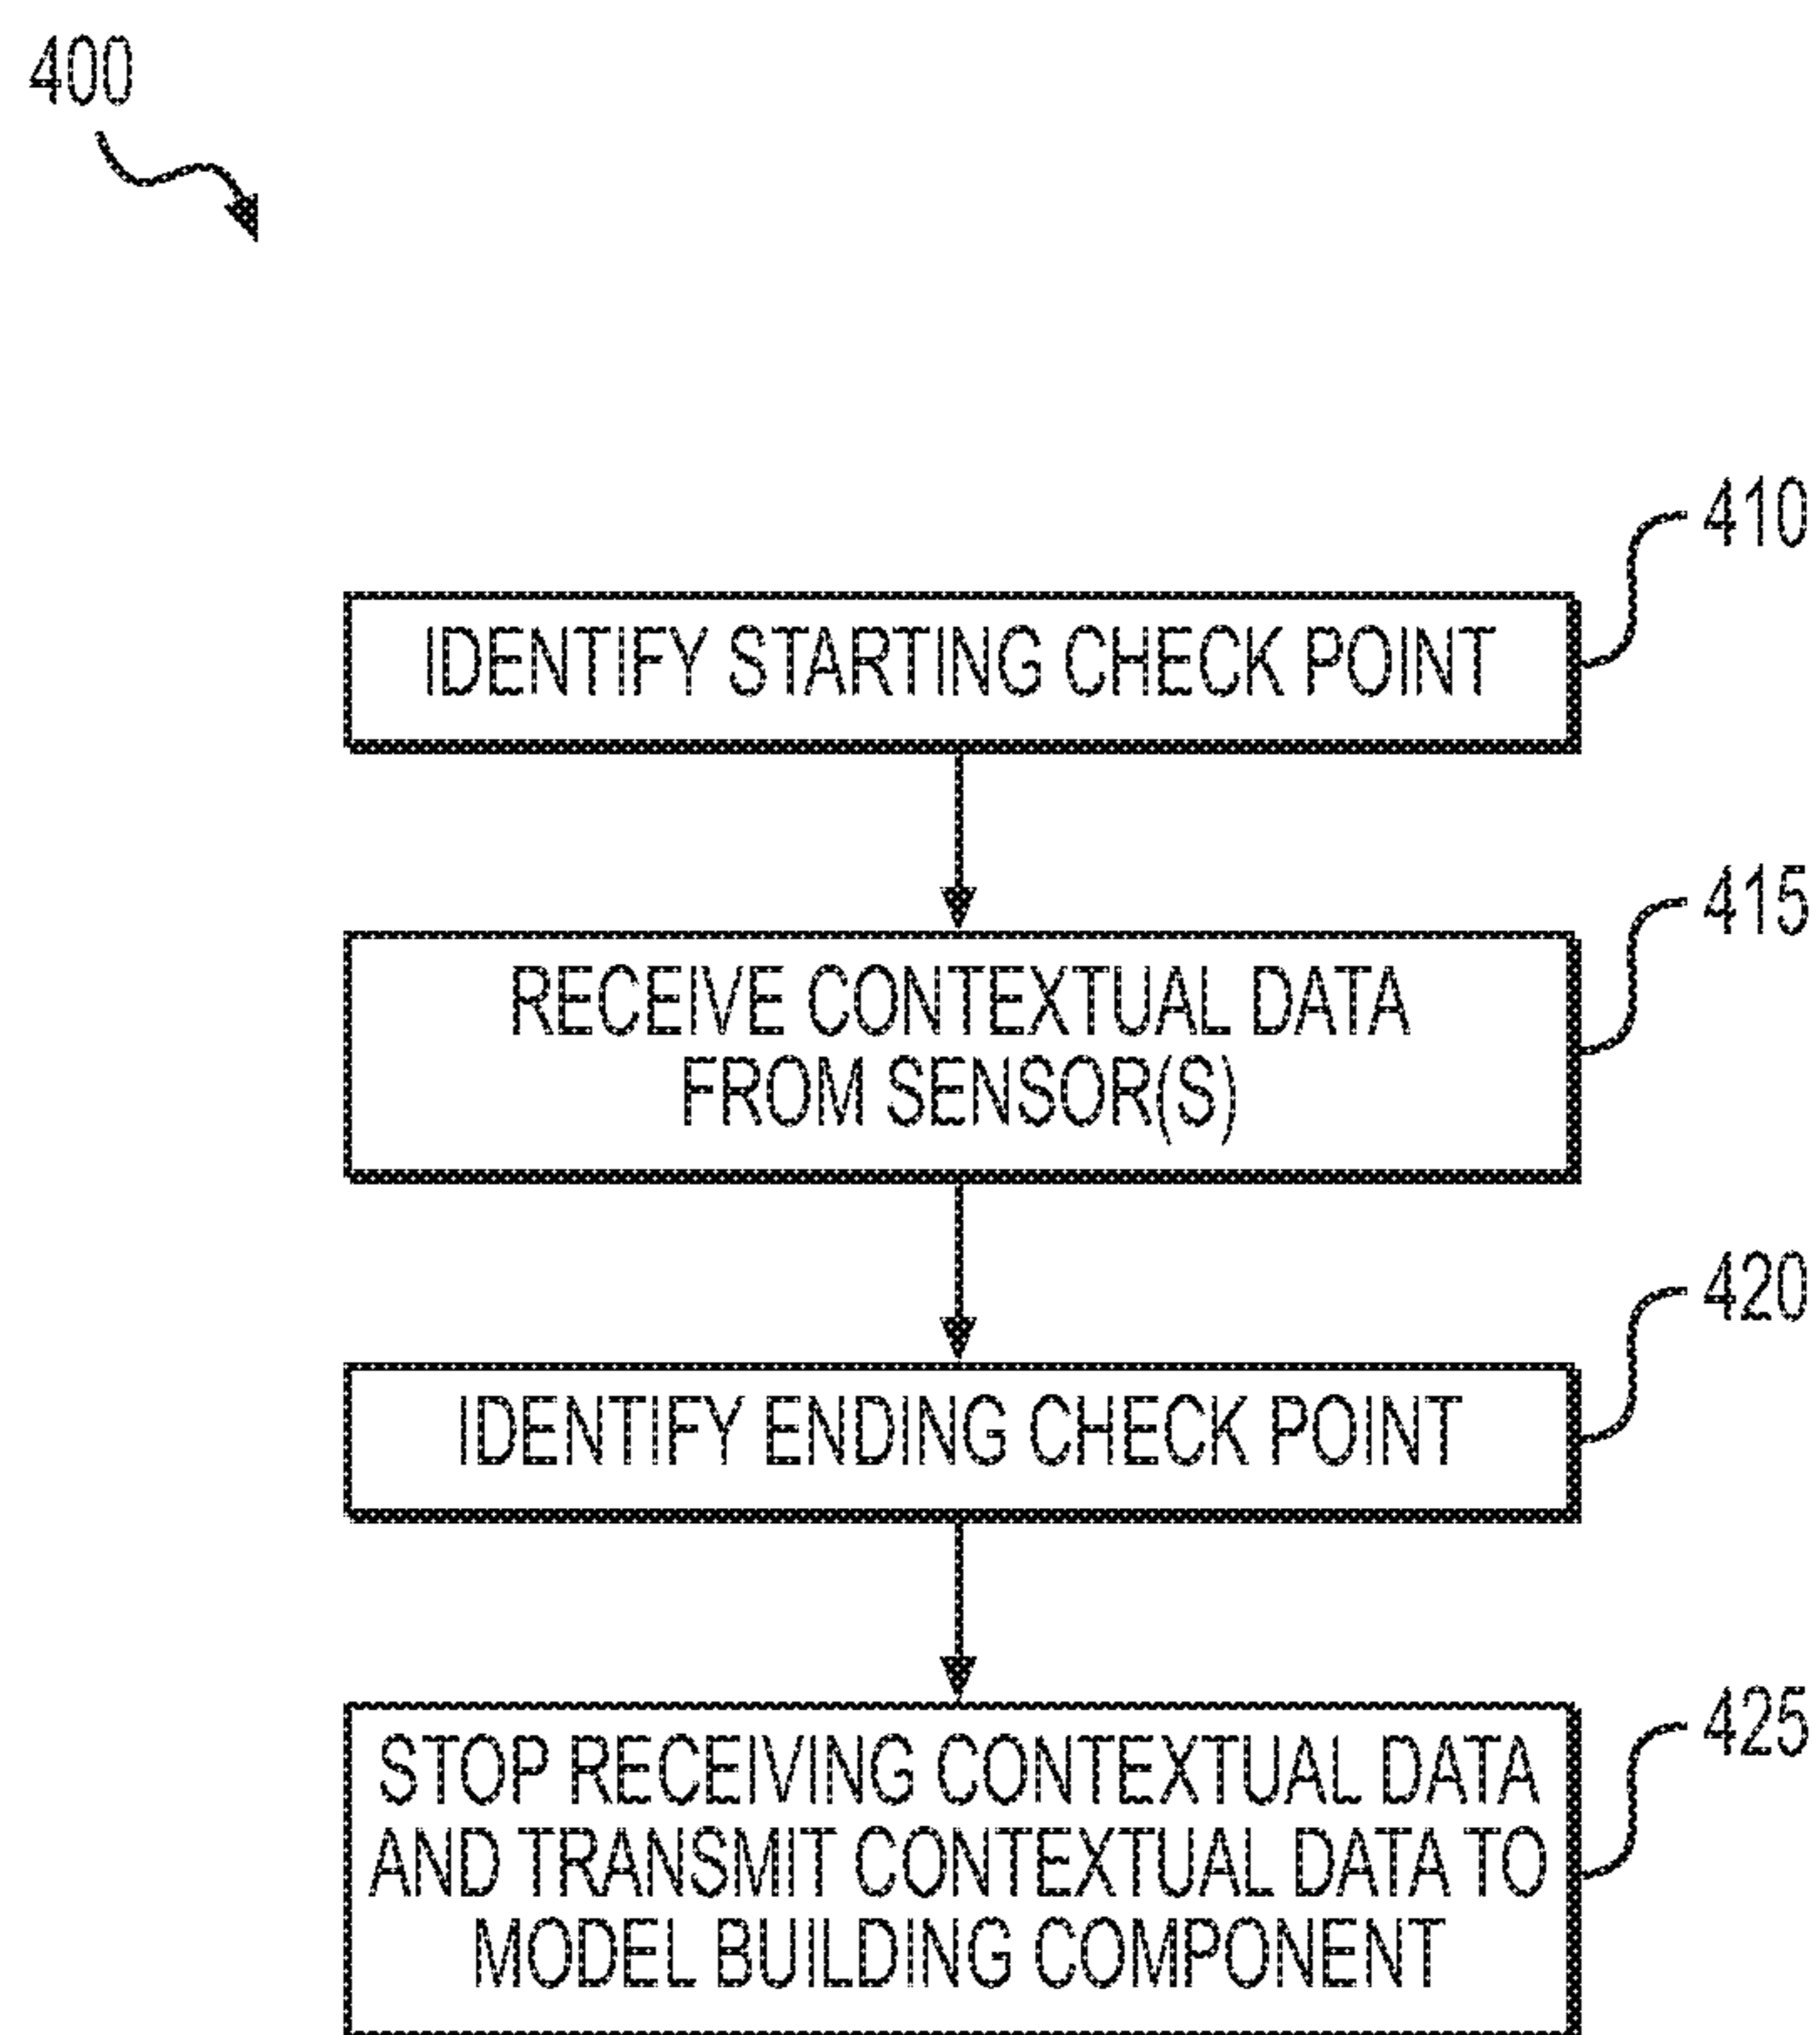 400
410
IDENTIFY STARTING CHECK POINT
415
RECEIVE CONTEXTUAL DATA
FROM SENSOR(S)
420
IDENTIFY ENDING CHECK POINT
425
STOP RECEIVING CONTEXTUAL DATA
AND TRANSMIT CONTEXTUAL DATA TO
MODEL BUILDING COMPONENT